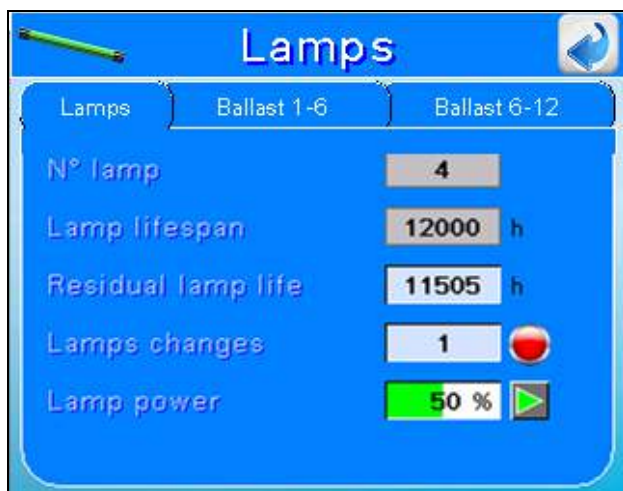 Lamps
Lamps Ballast 1-6 Ballast 6-12
N° lamp 4
Lamp lifespan 12000 h
Residual lamp life 11505 h
Lamps changes 1
Lamp power 50 %